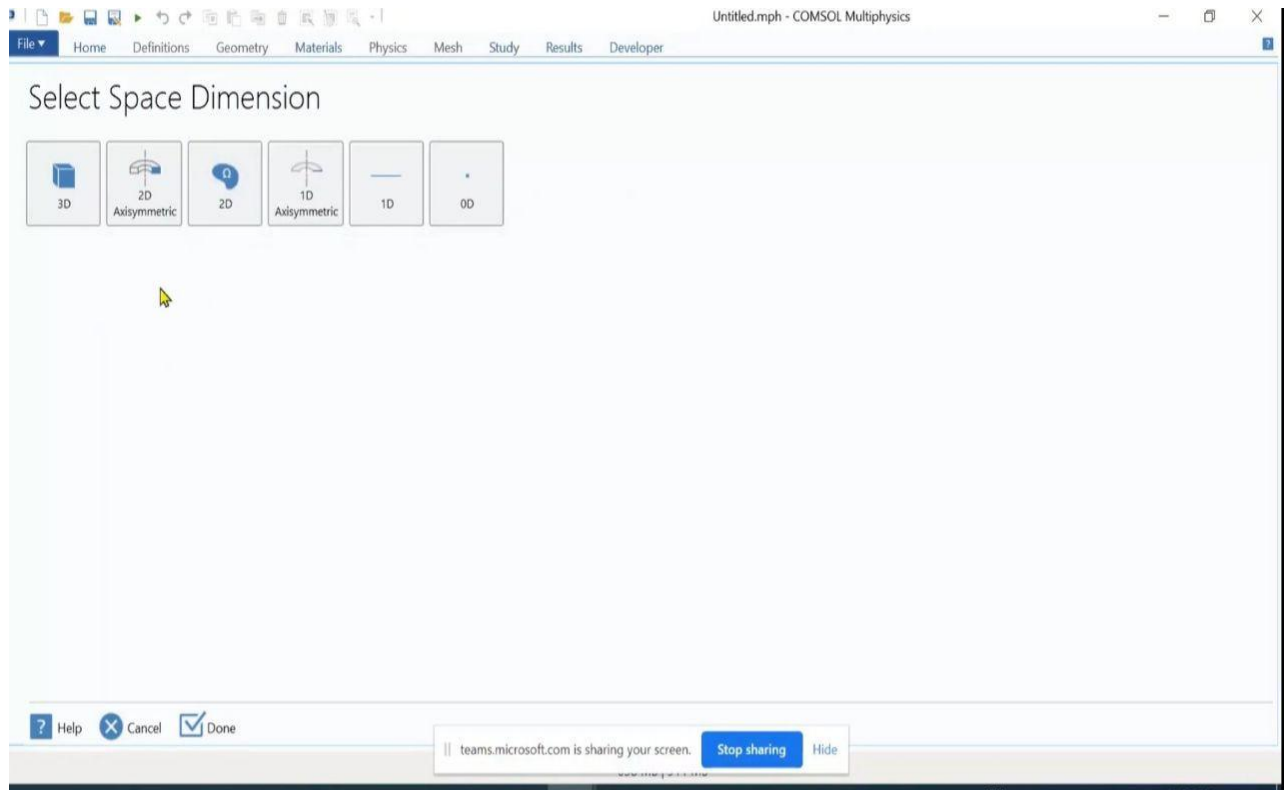 Untitled.mph - COMSOL Multiphysics
File Home Definitions Geometry Materials Physics Mesh Study Results Developer ?
Select Space Dimension
3D
2D
Axisymmetric
Ω
2D
1D
Axisymmetric
1D
0D
? Help Cancel Done
teams.microsoft.com is sharing your screen. Stop sharing Hide